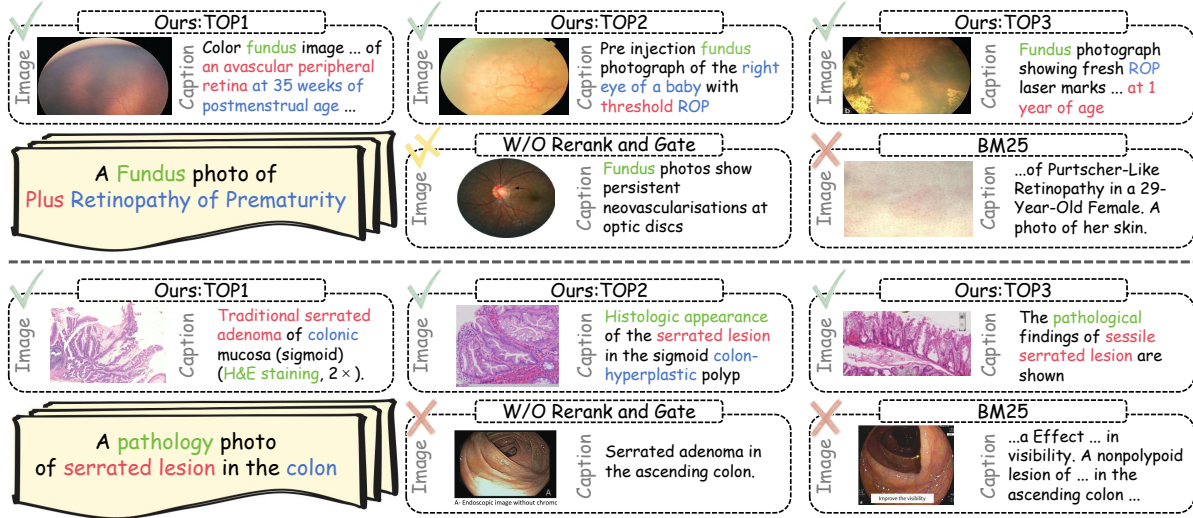 Ours:TOP1
Image
Caption
Color fundus image ... of
an avascular peripheral
retina at 35 weeks of
postmenstrual age ...
Ours:TOP2
Image
Caption
Pre injection fundus
photograph of the right
eye of a baby with
threshold ROP
Ours:TOP3
Image
b
Caption
Fundus photograph
showing fresh ROP
laser marks ... at 1
year of age
A Fundus photo of
Plus Retinopathy of Prematurity
W/O Rerank and Gate
Image
Caption
Fundus photos show
persistent
neovascularisations at
optic discs
BM25
Image
Caption
...of Purtscher-Like
Retinopathy in a 29-
Year-Old Female. A
photo of her skin.
Ours:TOP1
Image
Caption
Traditional serrated
adenoma of colonic
mucosa (sigmoid)
(H&E staining, 2×).
Ours:TOP2
Image
Caption
Histologic appearance
of the serrated lesion
in the sigmoid colon-
hyperplastic polyp
Ours:TOP3
Image
Caption
The pathological
findings of sessile
serrated lesion are
shown
A pathology photo
of serrated lesion in the colon
W/O Rerank and Gate
Image
A
A- Endoscopic image without chrome
Caption
Serrated adenoma in
the ascending colon.
BM25
Image
Improve the visibility
Caption
...a Effect ... in
visibility. A nonpolypoid
lesion of ... in the
ascending colon ...